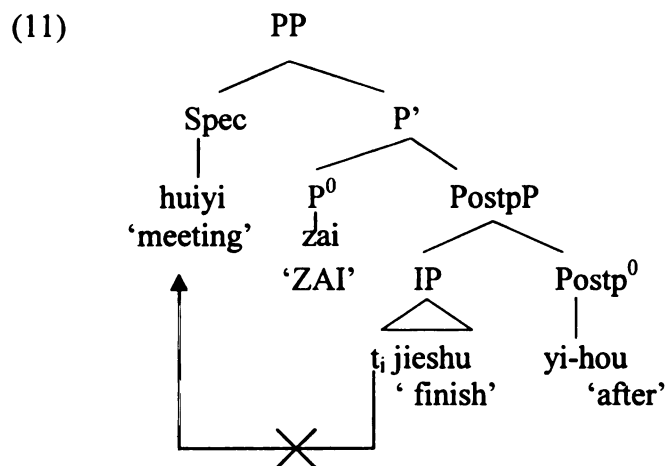 (11) PP
Spec P’
huiyi P⁰ PostpP
‘meeting’ zai
‘ZAI’ IP Postp⁰
tᵢ jieshu yi-hou
‘ finish’ ‘after’